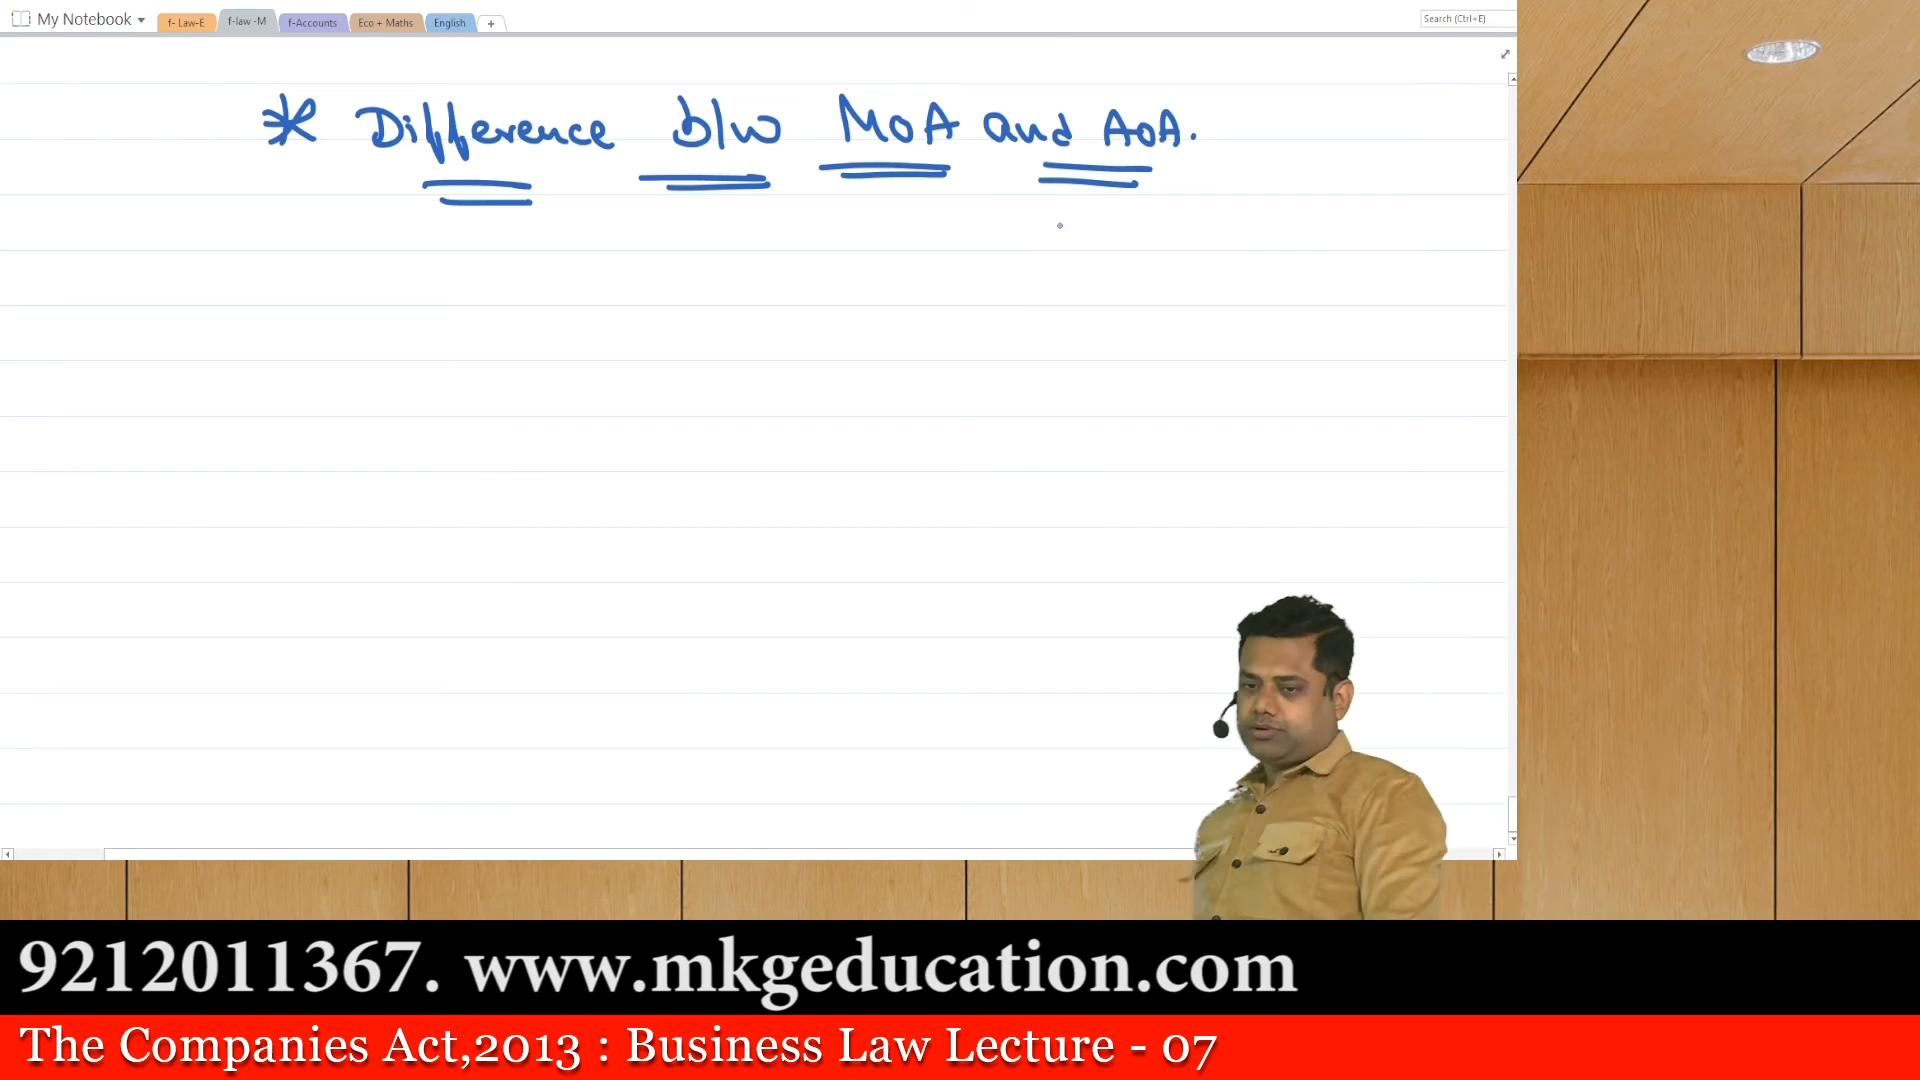 My Notebook f- Law-E f-law -M f-Accounts Eco + Maths English + Search (Ctrl+E)
* Difference b/w MoA and AoA.
9212011367. www.mkgeducation.com
The Companies Act,2013 : Business Law Lecture - 07